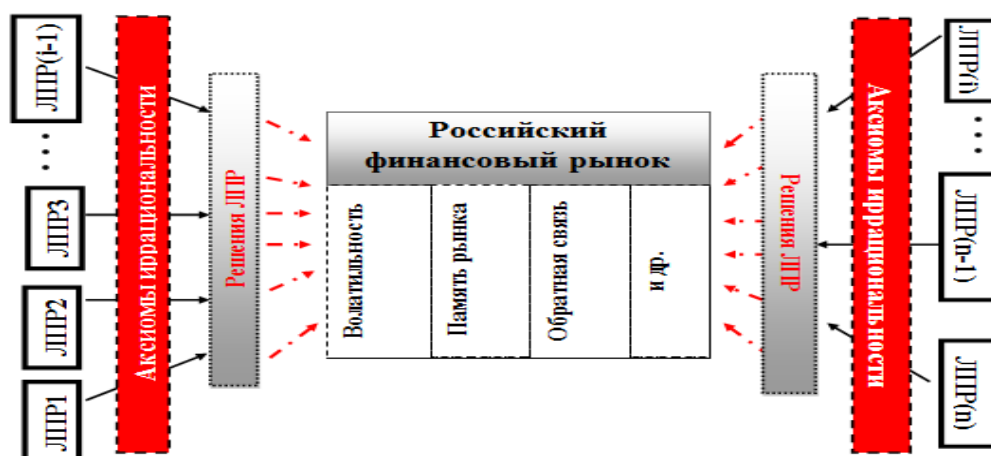 ЛПР(i-1)
...
ЛПР3
ЛПР2
ЛПР1
Аксиомы иррациональности
Решения ЛПР
Российский
финансовый рынок
Волатильность
Память рынка
Обратная связь
и др.
Решения ЛПР
Аксиомы иррациональности
ЛПР(i)
...
ЛПР(n-1)
ЛПР(n)